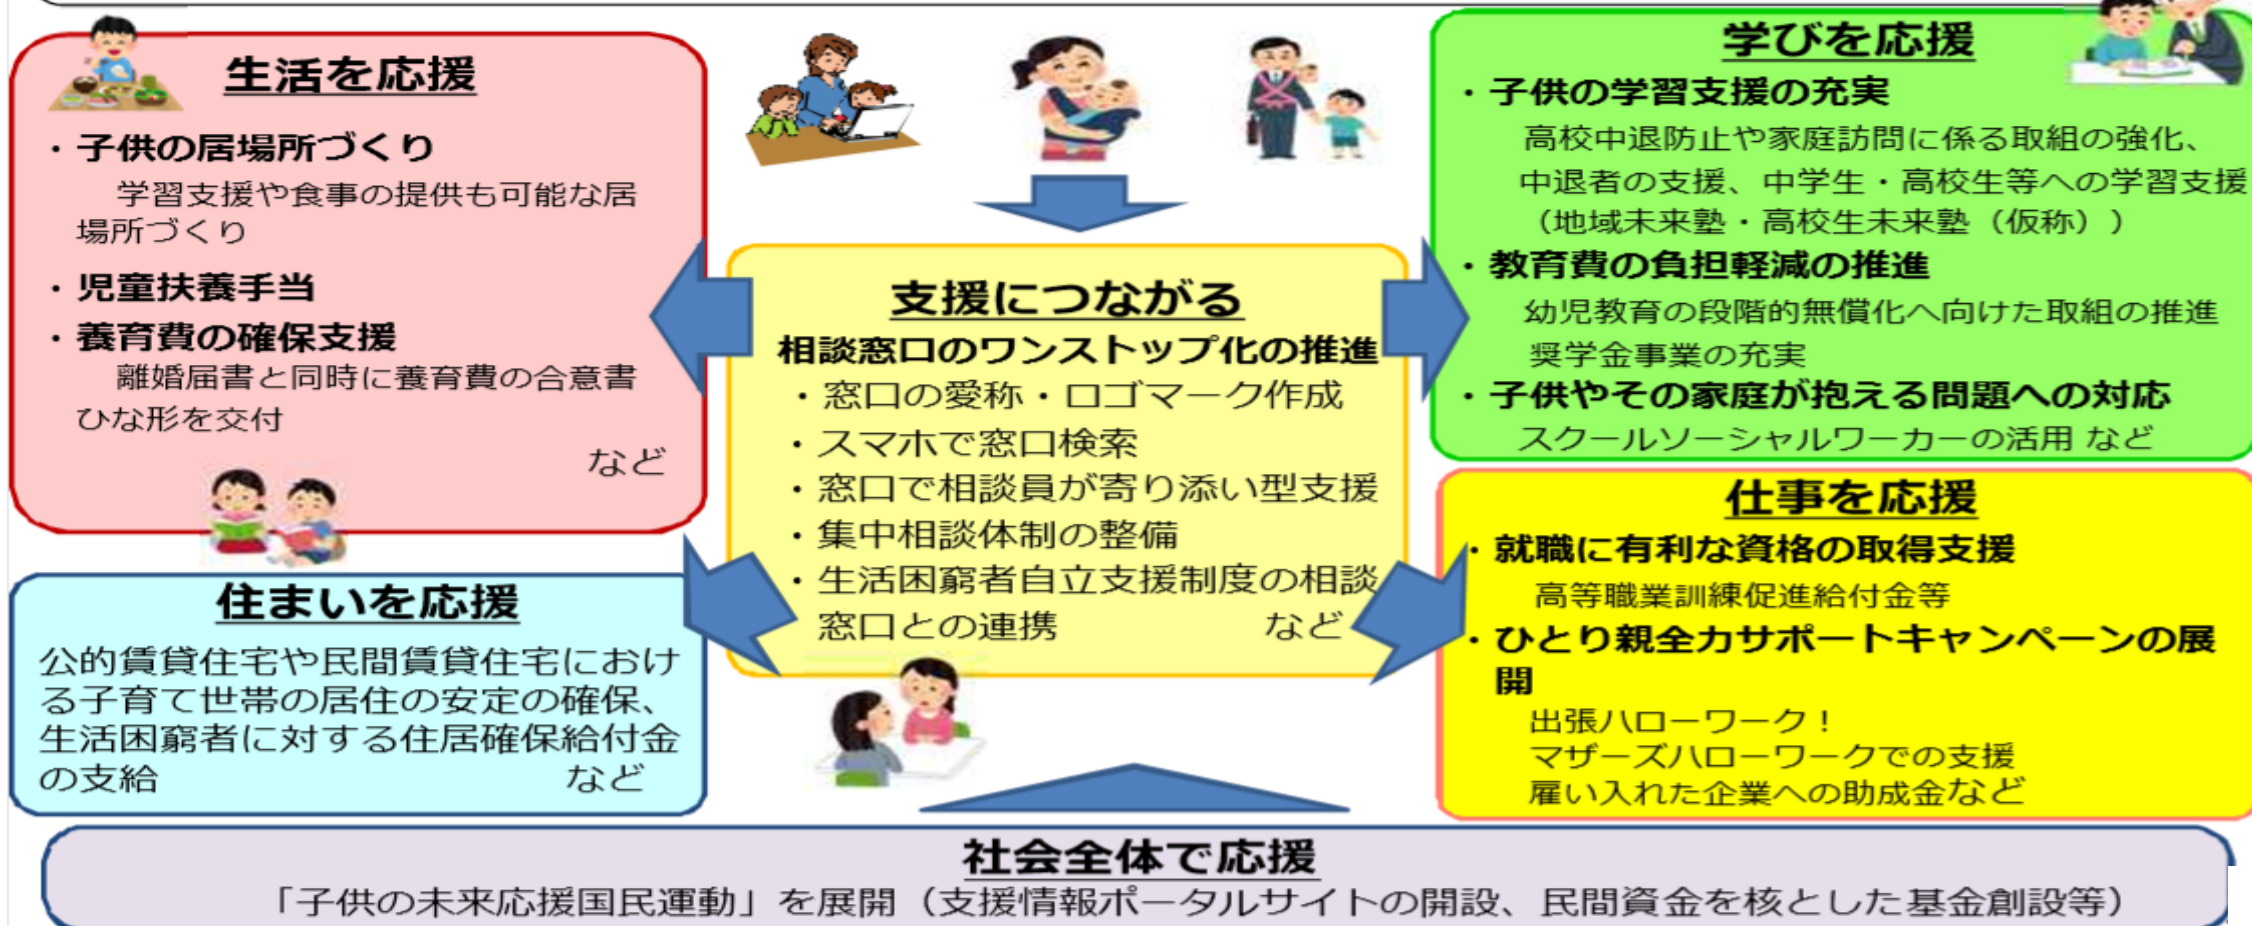 生活を応援
・子供の居場所づくり
学習支援や食事の提供も可能な居
場所づくり
・児童扶養手当
・養育費の確保支援
離婚届書と同時に養育費の合意書
ひな形を交付
など
住まいを応援
公的賃貸住宅や民間賃貸住宅におけ
る子育て世帯の居住の安定の確保、
生活困窮者に対する住居確保給付金
の支給 など
支援につながる
相談窓口のワンストップ化の推進
・窓口の愛称・ロゴマーク作成
・スマホで窓口検索
・窓口で相談員が寄り添い型支援
・集中相談体制の整備
・生活困窮者自立支援制度の相談
窓口との連携 など
学びを応援
・子供の学習支援の充実
高校中退防止や家庭訪問に係る取組の強化、
中退者の支援、中学生・高校生等への学習支援
（地域未来塾・高校生未来塾（仮称））
・教育費の負担軽減の推進
幼児教育の段階的無償化へ向けた取組の推進
奨学金事業の充実
・子供やその家庭が抱える問題への対応
スクールソーシャルワーカーの活用 など
仕事を応援
・就職に有利な資格の取得支援
高等職業訓練促進給付金等
・ひとり親全力サポートキャンペーンの展
開
出張ハローワーク！
マザーズハローワークでの支援
雇い入れた企業への助成金など
社会全体で応援
「子供の未来応援国民運動」を展開（支援情報ポータルサイトの開設、民間資金を核とした基金創設等）